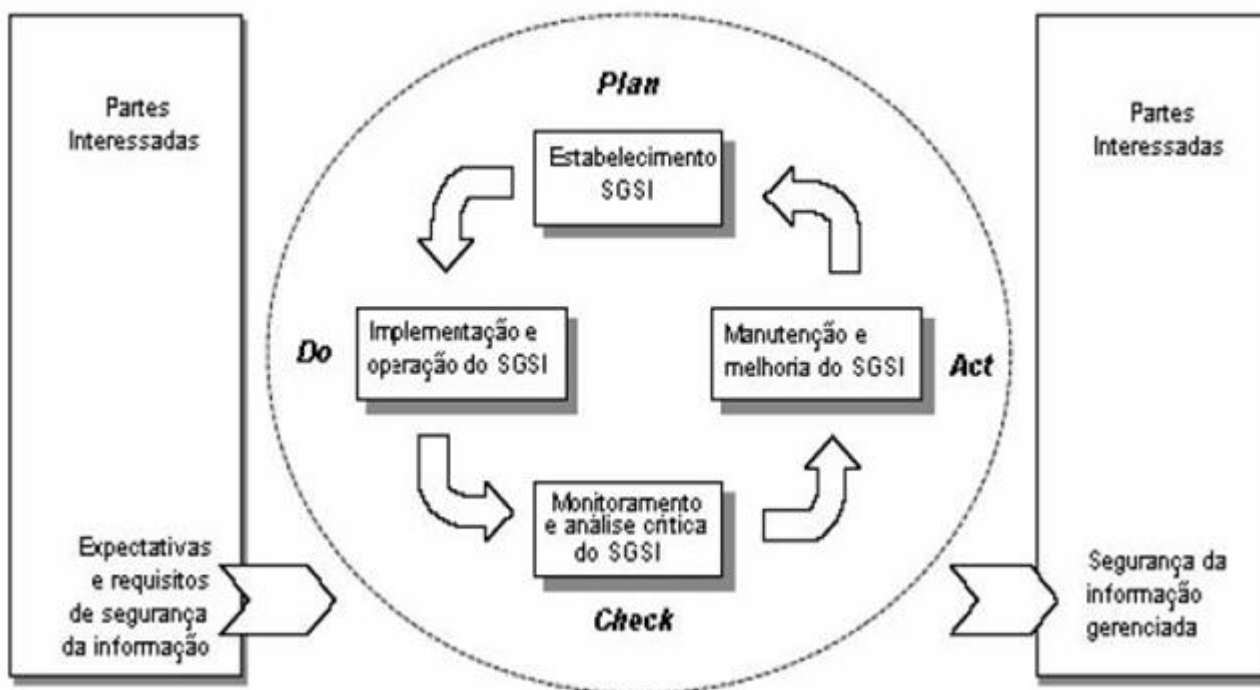 Partes
Interessadas
Expectativas
e requisitos
de segurança
da informação
Plan
Estabelecimento
SGSI
Do
Implementação e
operação do SGSI
Manutenção e
melhoria do SGSI
Act
Monitoramento
e análise crítica
do SGSI
Check
Partes
Interessadas
Segurança da
informação
gerenciada